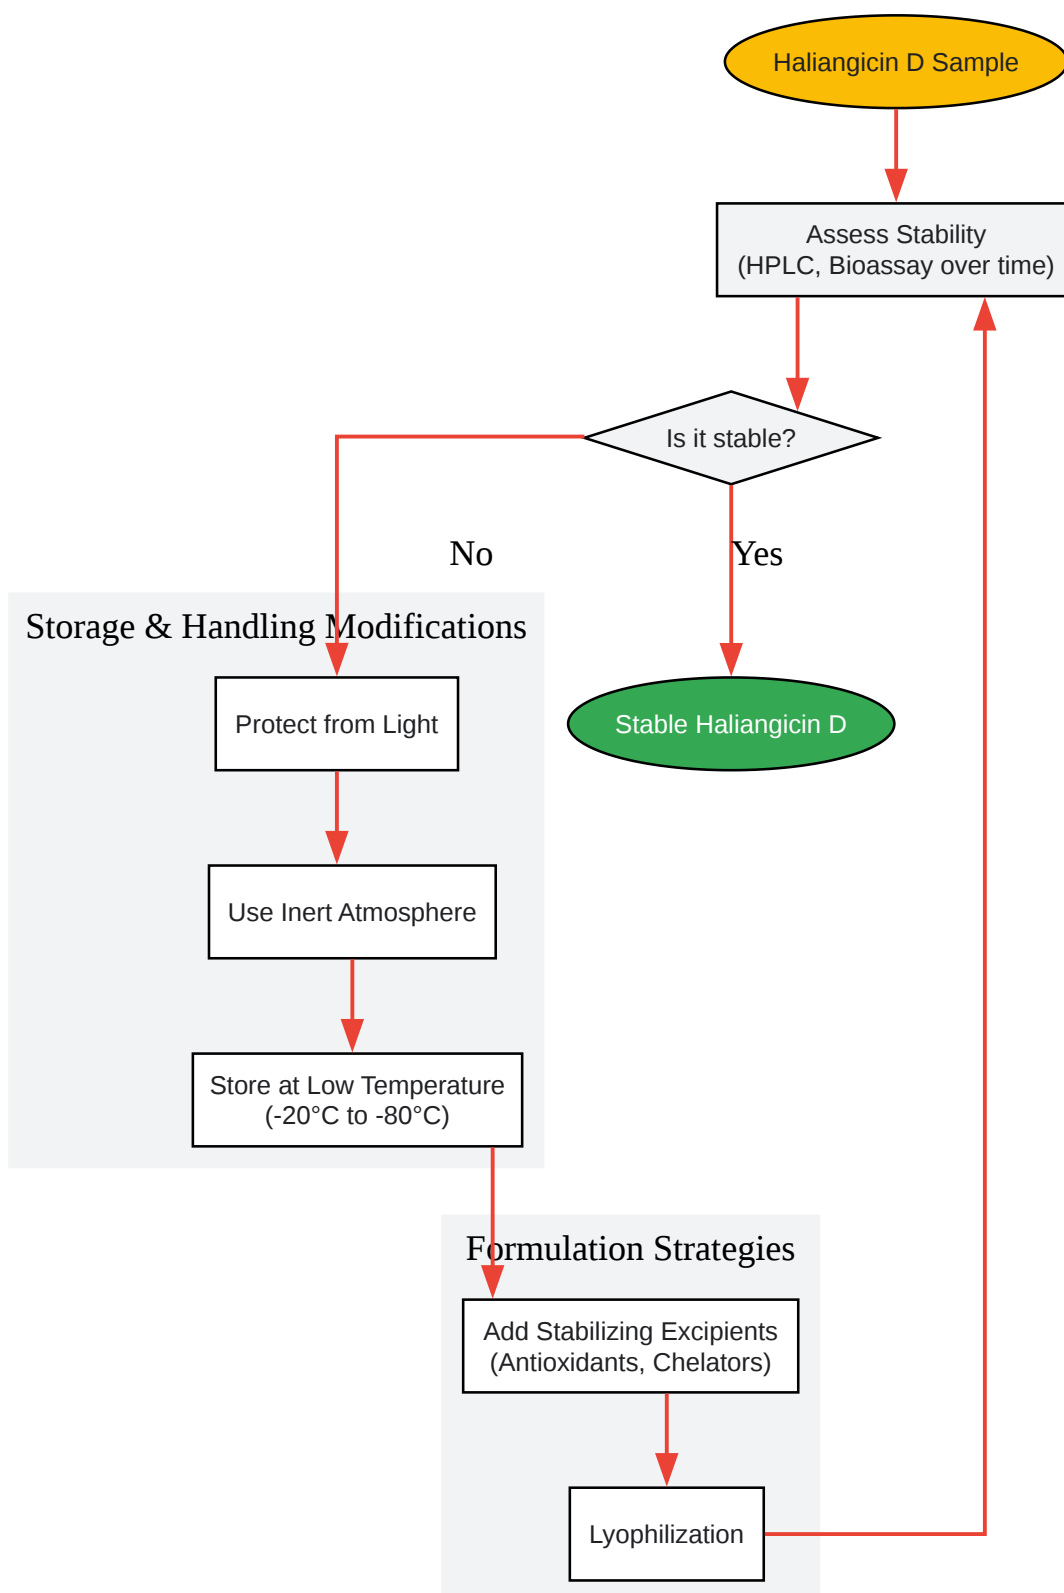 Haliangicin D Sample
Assess Stability
(HPLC, Bioassay over time)
Is it stable?
No
Yes
Storage & Handling Modifications
Protect from Light
Stable Haliangicin D
Use Inert Atmosphere
Store at Low Temperature
(-20°C to -80°C)
Formulation Strategies
Add Stabilizing Excipients
(Antioxidants, Chelators)
Lyophilization